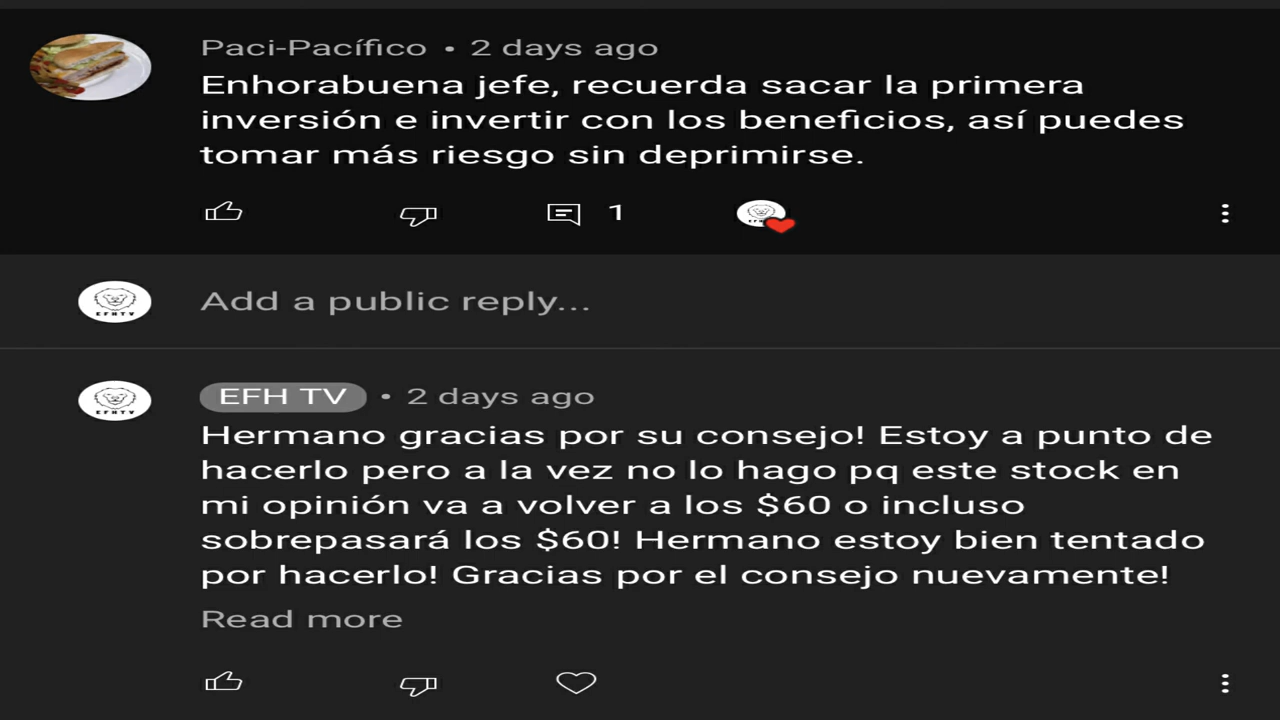 Paci-Pacífico • 2 days ago
Enhorabuena jefe, recuerda sacar la primera
inversión e invertir con los beneficios, así puedes
tomar más riesgo sin deprimirse.
1
Add a public reply...
EFHTV
EFH TV • 2 days ago
EFHTV
Hermano gracias por su consejo! Estoy a punto de
hacerlo pero a la vez no lo hago pq este stock en
mi opinión va a volver a los $60 o incluso
sobrepasará los $60! Hermano estoy bien tentado
por hacerlo! Gracias por el consejo nuevamente!
Read more